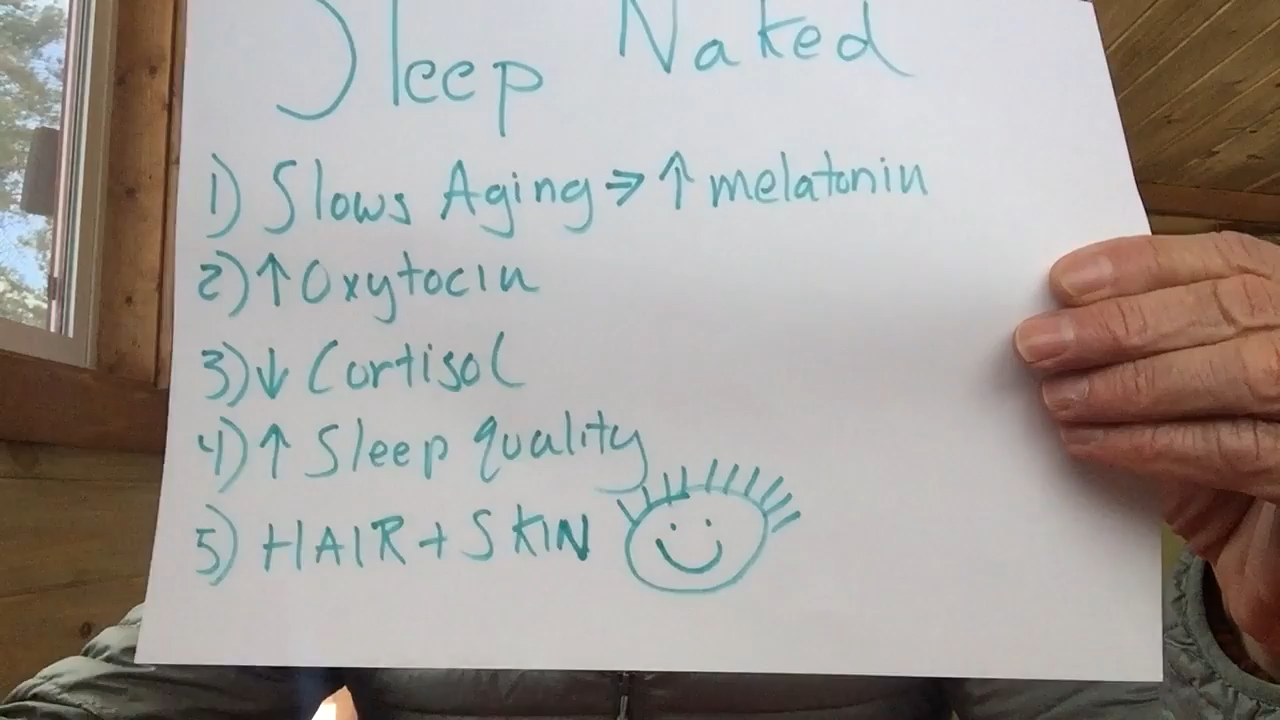 Sleep Naked
1) Slows Aging → ↑ melatonin
2) ↑ Oxytocin
3) ↓ Cortisol
4) ↑ Sleep quality
5) HAIR + SKIN